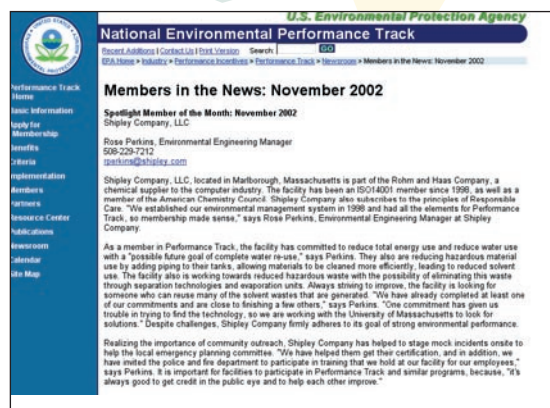 U.S. Environmental Protection Agency
National Environmental Performance Track
Recent Additions | Contact Us | Print Version Search: GO
EPA Home > Industry > Performance Incentives > Performance Track > Newsroom > Members in the News: November 2002
Performance Track
Home
Basic Information
Apply for
Membership
Benefits
Criteria
Implementation
Members
Partners
Resource Center
Publications
Newsroom
Calendar
Site Map
Members in the News: November 2002
Spotlight Member of the Month: November 2002
Shipley Company, LLC
Rose Perkins, Environmental Engineering Manager
508-229-7212
rperkins@shipley.com
Shipley Company, LLC, located in Marlborough, Massachusetts is part of the Rohm and Haas Company, a
chemical supplier to the computer industry. The facility has been an ISO14001 member since 1998, as well as a
member of the American Chemistry Council. Shipley Company also subscribes to the principles of Responsible
Care. "We established our environmental management system in 1998 and had all the elements for Performance
Track, so membership made sense," says Rose Perkins, Environmental Engineering Manager at Shipley
Company.
As a member in Performance Track, the facility has committed to reduce total energy use and reduce water use
with a "possible future goal of complete water re-use," says Perkins. They also are reducing hazardous material
use by adding piping to their tanks, allowing materials to be cleaned more efficiently, leading to reduced solvent
use. The facility also is working towards reduced hazardous waste with the possibility of eliminating this waste
through separation technologies and evaporation units. Always striving to improve, the facility is looking for
someone who can reuse many of the solvent wastes that are generated. "We have already completed at least one
of our commitments and are close to finishing a few others," says Perkins. "One commitment has given us
trouble in trying to find the technology, so we are working with the University of Massachusetts to look for
solutions." Despite challenges, Shipley Company firmly adheres to its goal of strong environmental performance.
Realizing the importance of community outreach, Shipley Company has helped to stage mock incidents onsite to
help the local emergency planning committee. "We have helped them get their certification, and in addition, we
have invited the police and fire department to participate in training that we hold at our facility for our employees,"
says Perkins. It is important for facilities to participate in Performance Track and similar programs, because, "it's
always good to get credit in the public eye and to help each other improve."